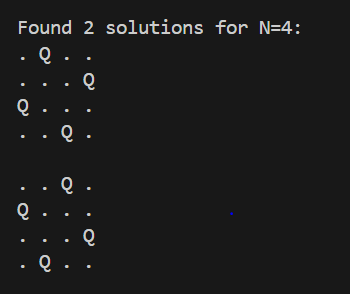 Found 2 solutions for N=4:
. Q . .
. . . Q
Q . . .
. . Q .

. . Q .
Q . . .
. . . Q
. Q . .